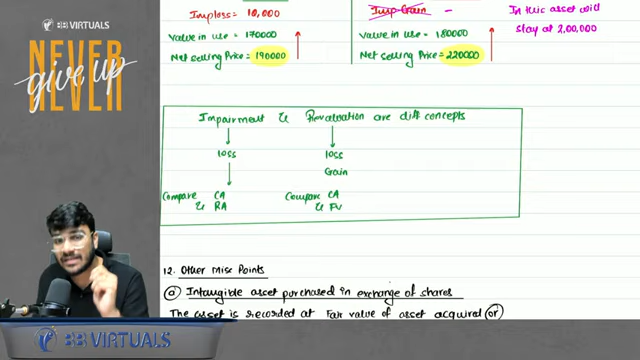 VIRTUALS
NEVER
give up
NEVER
Imp loss = 10,000
Value in use = 170000
Net Selling Price = 190000
Imp Gain -
Value in use = 180000
Net Selling Price = 220000
In this asset will
stay at 2,00,000
Impairment & Revaluation are diff concepts
loss
loss
Gain
Compare CA
& RA
Compare CA
& FV
12. Other Misc Points
(a) Intangible asset purchased in exchange of shares
The asset is recorded at Fair value of asset acquired (or)
VIRTUALS